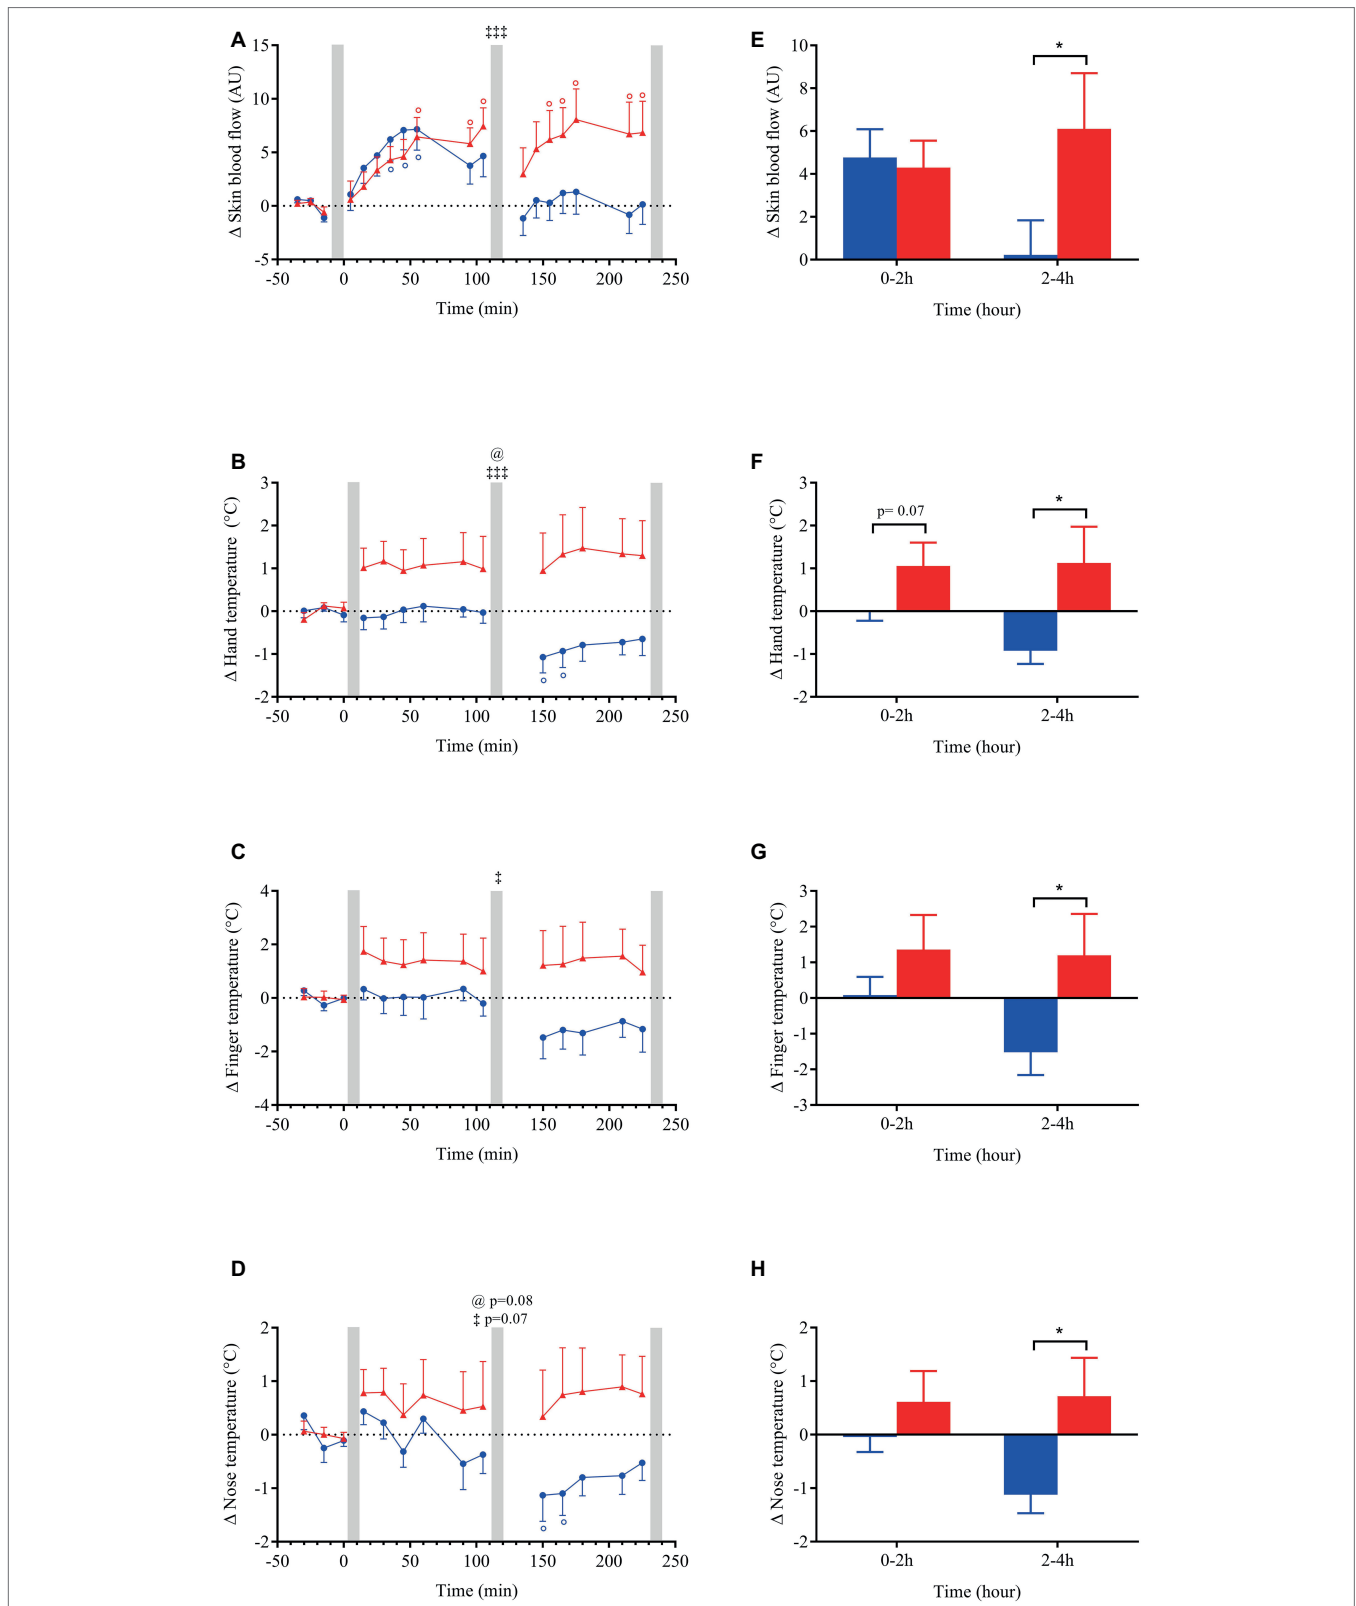 A
‡‡‡
15
10
5
0
-5
Δ Skin blood flow (AU)
-50 0 50 100 150 200 250
Time (min)
E
*
10
8
6
4
2
0
Δ Skin blood flow (AU)
0-2h 2-4h
Time (hour)
B
@
‡‡‡
3
2
1
0
-1
-2
Δ Hand temperature (°C)
-50 0 50 100 150 200 250
Time (min)
F
p= 0.07
*
3
2
1
0
-1
-2
Δ Hand temperature (°C)
0-2h 2-4h
Time (hour)
C
‡
4
2
0
-2
-4
Δ Finger temperature (°C)
-50 0 50 100 150 200 250
Time (min)
G
*
3
2
1
0
-1
-2
-3
Δ Finger temperature (°C)
0-2h 2-4h
Time (hour)
D
@ p=0.08
‡ p=0.07
2
1
0
-1
-2
Δ Nose temperature (°C)
-50 0 50 100 150 200 250
Time (min)
H
*
2
1
0
-1
-2
Δ Nose temperature (°C)
0-2h 2-4h
Time (hour)